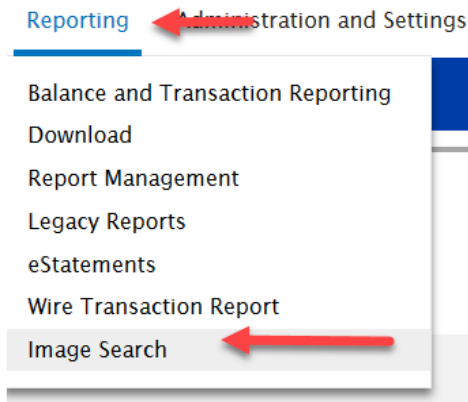 Reporting Administration and Settings
Balance and Transaction Reporting
Download
Report Management
Legacy Reports
eStatements
Wire Transaction Report
Image Search